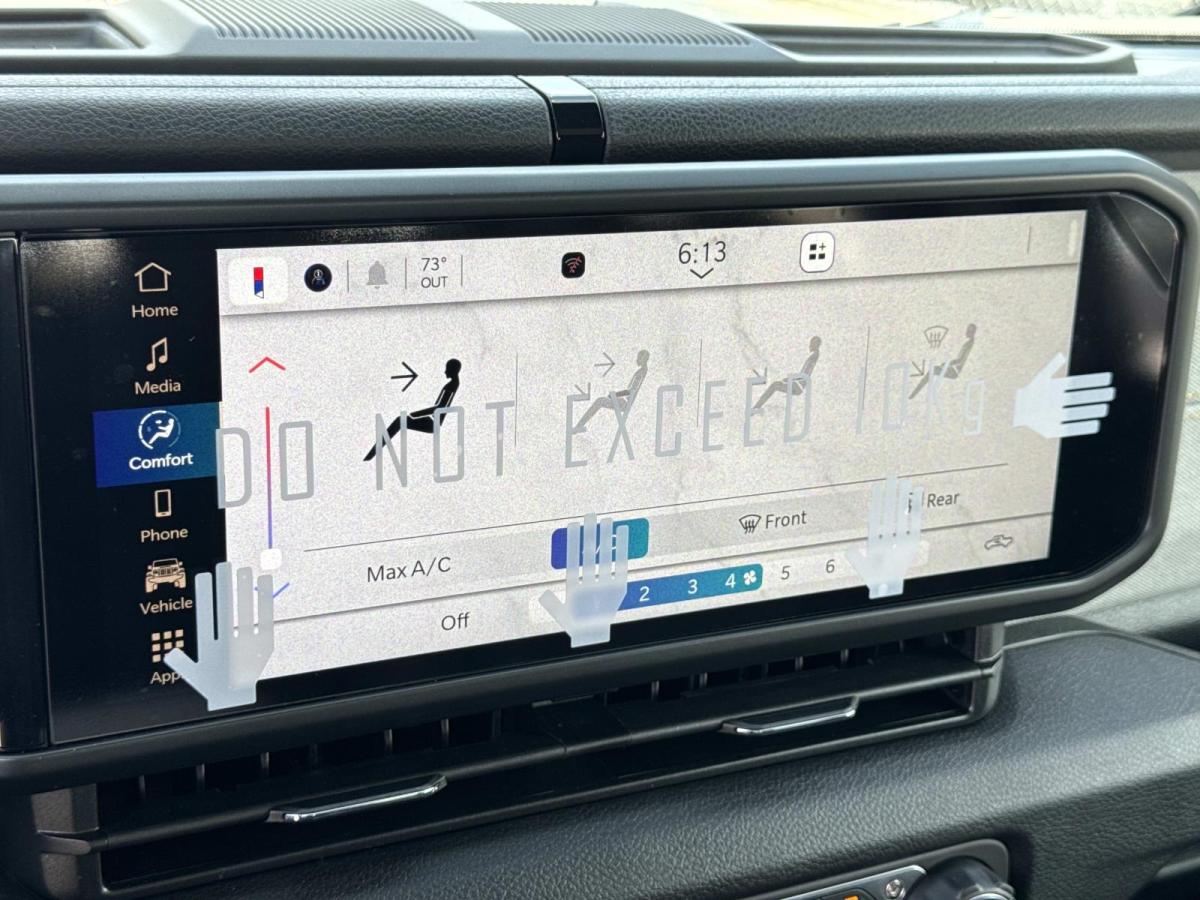 73°
OUT
6:13
Home
Media
Comfort
Phone
Vehicle
App
DO NOT EXCEED 10Kg
Max A/C
Front
Rear
Off
2 3 4 5 6